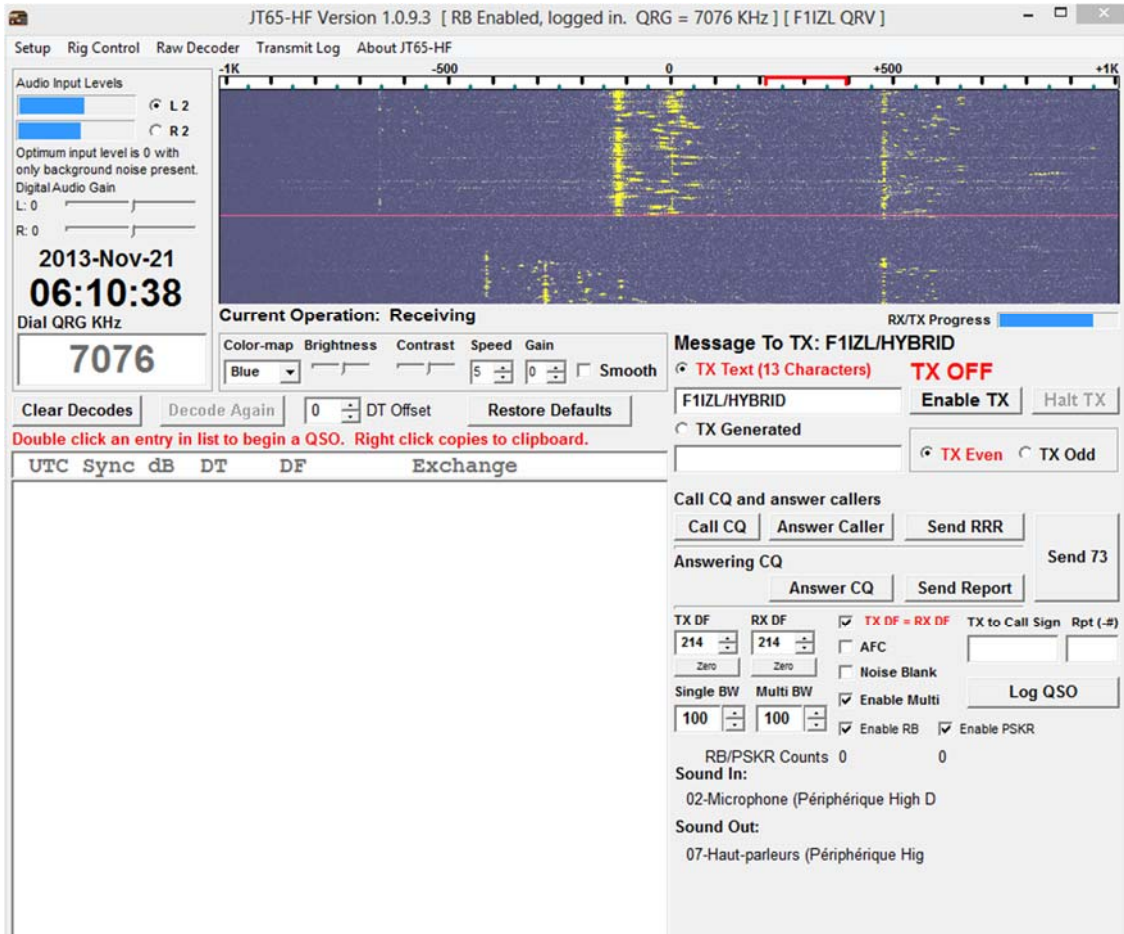 JT65-HF Version 1.0.9.3 [ RB Enabled, logged in. QRG = 7076 KHz ] [ F1IZL QRV ]
Setup Rig Control Raw Decoder Transmit Log About JT65-HF
-1K -500 0 +500 +1K
Audio Input Levels
L 2
R 2
Optimum input level is 0 with
only background noise present.
Digital Audio Gain
L: 0
R: 0
2013-Nov-21
06:10:38
Dial QRG KHz
7076
Current Operation: Receiving
RX/TX Progress
Color-map Brightness Contrast Speed Gain
Blue 5 0 Smooth
Clear Decodes Decode Again 0 DT Offset Restore Defaults
Double click an entry in list to begin a QSO. Right click copies to clipboard.
UTC Sync dB DT DF Exchange
Message To TX: F1IZL/HYBRID
TX Text (13 Characters) TX OFF
F1IZL/HYBRID Enable TX Halt TX
TX Generated
TX Even TX Odd
Call CQ and answer callers
Call CQ Answer Caller Send RRR
Send 73
Answering CQ
Answer CQ Send Report
TX DF RX DF TX DF = RX DF TX to Call Sign Rpt (-#)
214 214 AFC
Zero Zero Noise Blank
Single BW Multi BW Enable Multi Log QSO
100 100 Enable RB Enable PSKR
RB/PSKR Counts 0 0
Sound In:
02-Microphone (Périphérique High D
Sound Out:
07-Haut-parleurs (Périphérique Hig